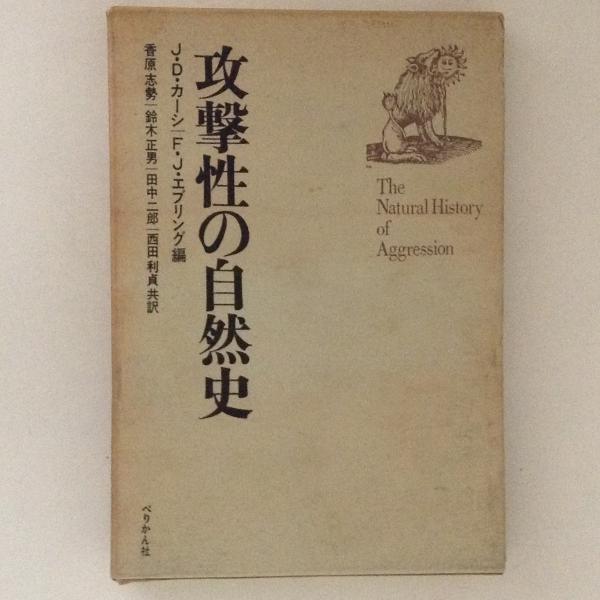 攻撃性の自然史
J・D・カーシ｜F・J・エブリング編
香原志勢｜鈴木正男｜田中二郎｜西田利貞共訳
The
Natural History
of
Aggression
ぺりかん社